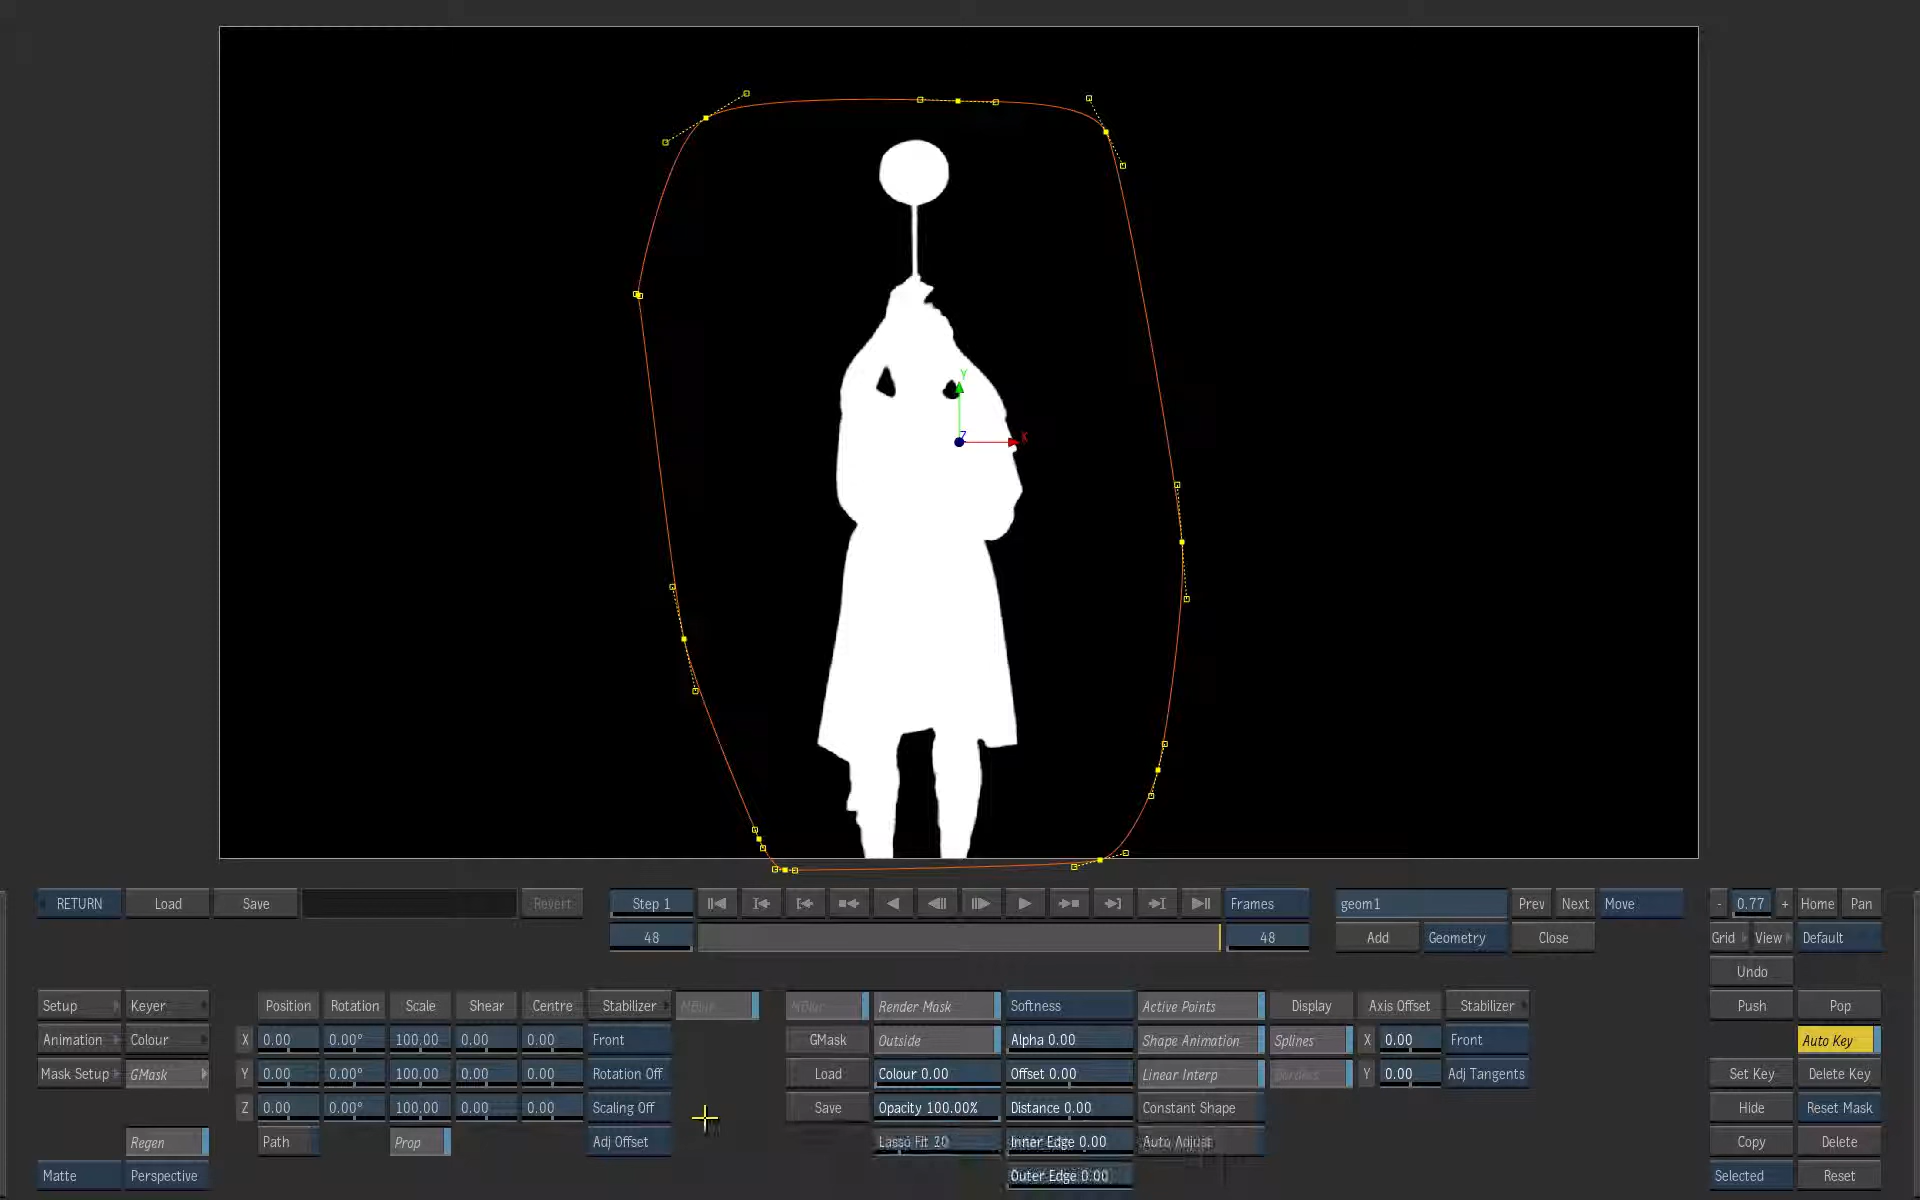 Y
Z X
RETURN Load Save Revert Step 1 Frames geom1 Prev Next Move - 0.77 + Home Pan
48 48 Add Geometry Close Grid View Default
Undo
Setup Keyer Position Rotation Scale Shear Centre Stabilizer MBlur MBlur Render Mask Softness Active Points Display Axis Offset Stabilizer Push Pop
Animation Colour X 0.00 0.00° 100.00 0.00 0.00 Front GMask Outside Alpha 0.00 Shape Animation Splines X 0.00 Front Auto Key
Mask Setup GMask Y 0.00 0.00° 100.00 0.00 0.00 Rotation Off Load Colour 0.00 Offset 0.00 Linear Interp Borders Y 0.00 Adj Tangents Set Key Delete Key
Z 0.00 0.00° 100.00 0.00 0.00 Scaling Off Save Opacity 100.00% Distance 0.00 Constant Shape Hide Reset Mask
Regen Path Prop Adj Offset Lasso Fit 20 Inner Edge 0.00 Auto Adjust Copy Delete
Matte Perspective Outer Edge 0.00 Selected Reset